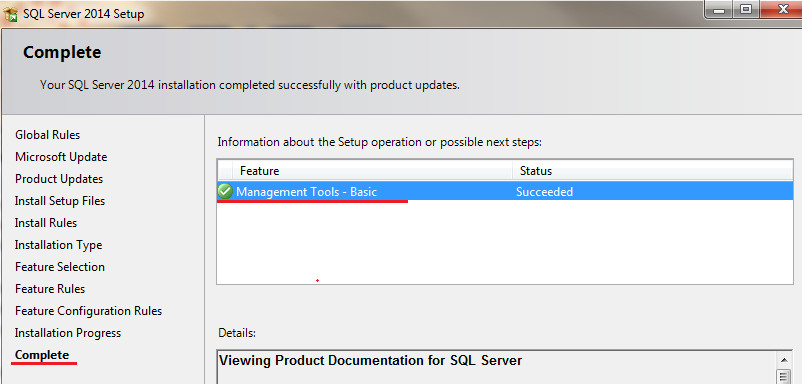 SQL Server 2014 Setup
Complete
Your SQL Server 2014 installation completed successfully with product updates.
Global Rules
Microsoft Update
Product Updates
Install Setup Files
Install Rules
Installation Type
Feature Selection
Feature Rules
Feature Configuration Rules
Installation Progress
Complete
Information about the Setup operation or possible next steps:
Feature Status
Management Tools - Basic Succeeded
Details:
Viewing Product Documentation for SQL Server